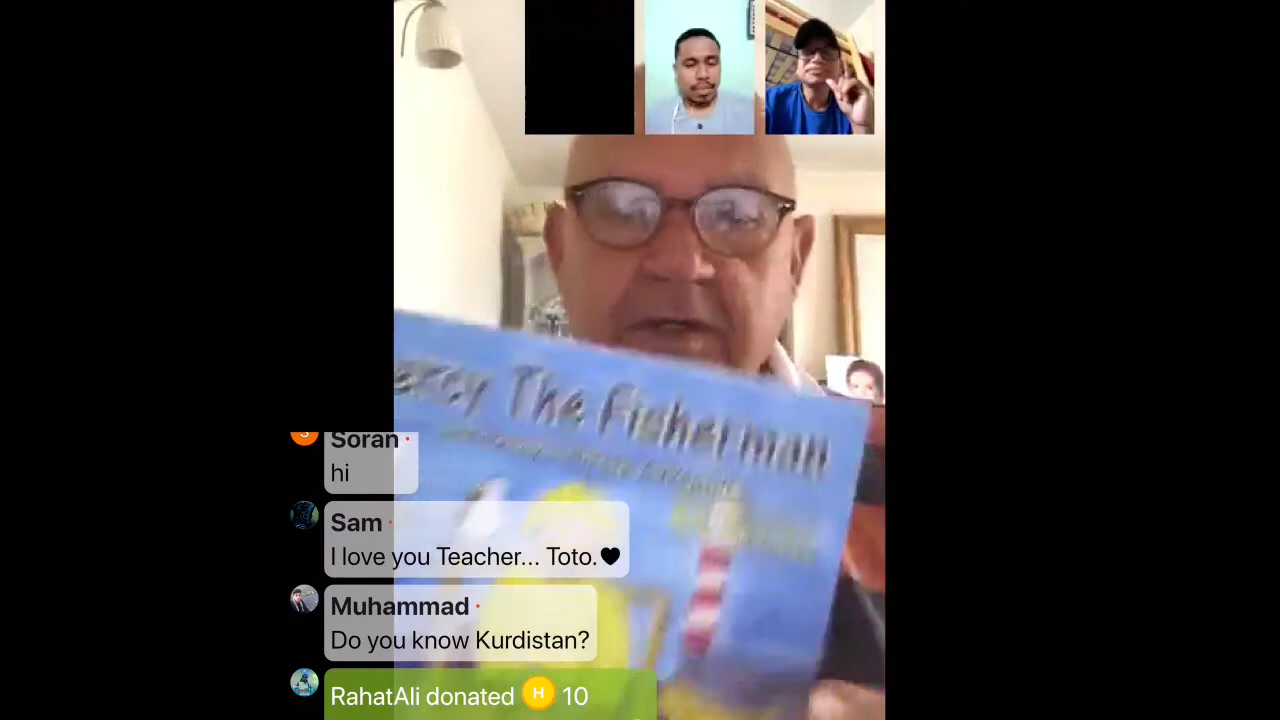 The Fisherman
Soran
hi
Sam
I love you Teacher... Toto.🖤
Muhammad
Do you know Kurdistan?
RahatAli donated H 10